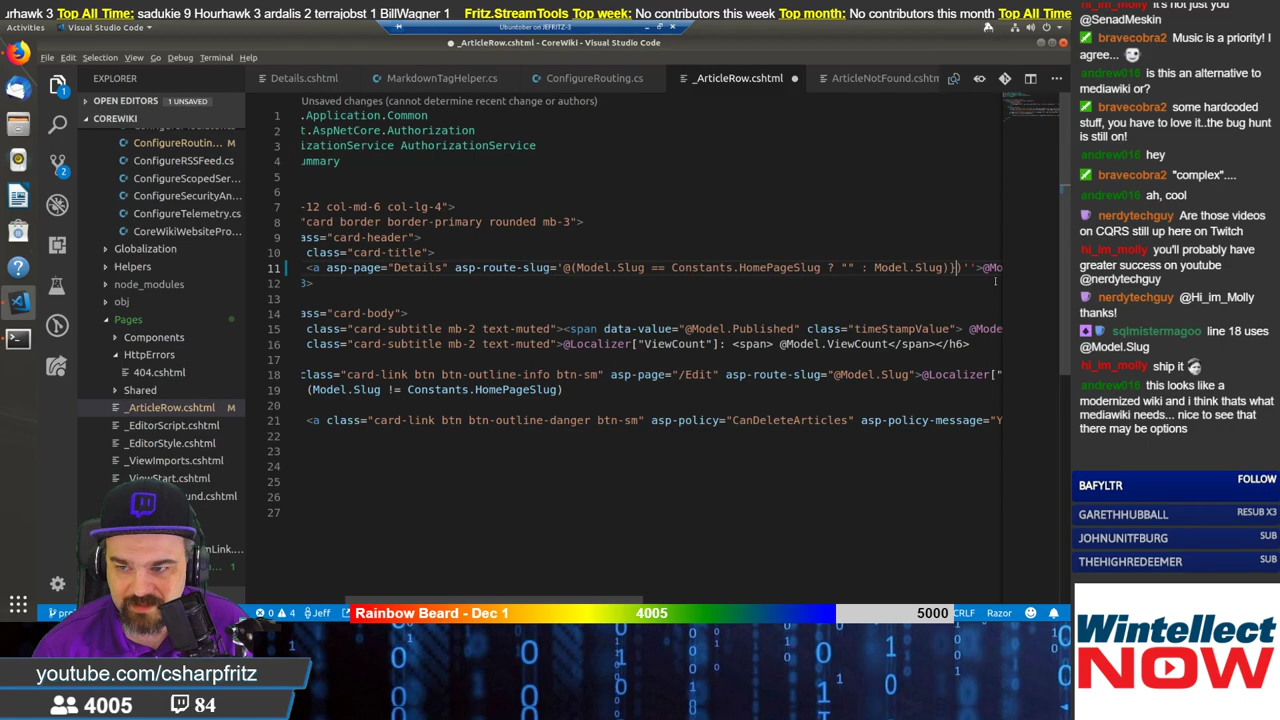 urhawk 3 Top All Time: sadukie 9 Hourhawk 3 ardalis 2 terrajobst 1 BillWagner 1
Fritz.StreamTools Top week: No contributors this week Top month: No contributors this month Top All Time
Activities
Visual Studio Code
Ubuntober on JEFRITZ-3
_ArticleRow.cshtml - CoreWiki - Visual Studio Code
File Edit Selection View Go Debug Terminal Help
EXPLORER
Details.cshtml
MarkdownTagHelper.cs
ConfigureRouting.cs
_ArticleRow.cshtml
ArticleNotFound.cshtm
OPEN EDITORS
1 UNSAVED
COREWIKI
ConfigureRoutin... M
ConfigureRSSFeed.cs
ConfigureScopedServ...
ConfigureSecurityAn...
ConfigureTelemetry.cs
CoreWikiWebsitePro...
Globalization
Helpers
node_modules
obj
Pages
Components
HttpErrors
404.cshtml
Shared
_ArticleRow.cshtml M
_EditorScript.cshtml
_EditorStyle.cshtml
_ViewImports.cshtml
_ViewStart.cshtml
und.cshtml
mLink.cshtml
Unsaved changes (cannot determine recent change or authors)
1 .Application.Common
2 t.AspNetCore.Authorization
3 izationService AuthorizationService
4 ummary
5
6
7 -12 col-md-6 col-lg-4">
8 "card border border-primary rounded mb-3">
9 ass="card-header">
10 class="card-title">
11 <a asp-page="Details" asp-route-slug='@(Model.Slug == Constants.HomePageSlug ? "" : Model.Slug)})''>@Mo
12 3>
13
14 ass="card-body">
15 class="card-subtitle mb-2 text-muted"><span data-value="@Model.Published" class="timeStampValue"> @Mode
16 class="card-subtitle mb-2 text-muted">@Localizer["ViewCount"]: <span> @Model.ViewCount</span></h6>
17
18 class="card-link btn btn-outline-info btn-sm" asp-page="/Edit" asp-route-slug="@Model.Slug">@Localizer["
19 (Model.Slug != Constants.HomePageSlug)
20
21 <a class="card-link btn btn-outline-danger btn-sm" asp-policy="CanDeleteArticles" asp-policy-message="Y
22
23
24
25
26
27
0 4 Jeff
CRLF Razor
Rainbow Beard - Dec 1 4005 5000
hi_im_molly: it's not just you
@SenadMeskin
bravecobra2 Music is a priority! I
agree...
andrew016 is this an alternative to
mediawiki or?
bravecobra2 some hardcoded
stuff, you have to love it..the bug hunt
is still on!
andrew016 hey
bravecobra2 "complex"....
andrew016 ah, cool
nerdytechguy Are those videos
on CQRS still up here on Twitch
hi_im_molly you'll probably have
greater success on youtube
@nerdytechguy
nerdytechguy @Hi_im_Molly
thanks!
sqlmistermagoo line 18 uses
@Model.Slug
hi_im_molly ship it
andrew016 this looks like a
modernized wiki and i think thats what
mediawiki needs... nice to see that
there may be options
BAFYLTR FOLLOW
GARETHHUBBALL RESUB X3
JOHNUNITFBURG SUB
THEHIGHREDEEMER SUB
Wintellect
NOW
youtube.com/csharpfritz
4005 84